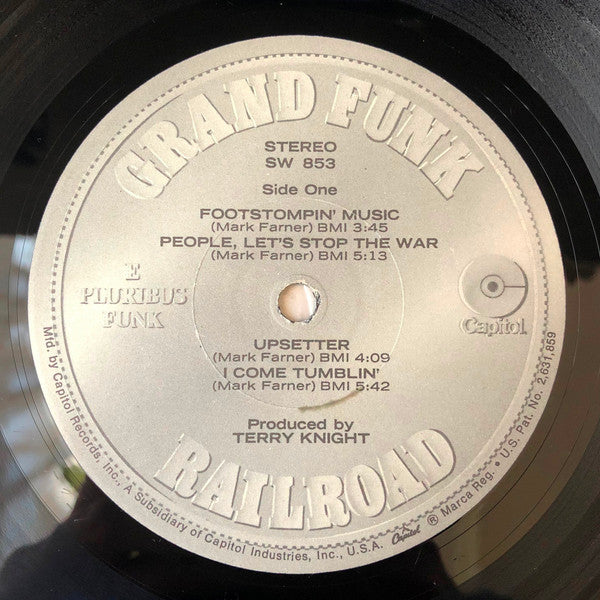 GRAND FUNK
STEREO
SW 853
Side One
FOOTSTOMPIN' MUSIC
(Mark Farner) BMI 3:45
PEOPLE, LET'S STOP THE WAR
(Mark Farner) BMI 5:13
E
PLURIBUS
FUNK
Capitol
UPSETTER
(Mark Farner) BMI 4:09
I COME TUMBLIN'
(Mark Farner) BMI 5:42
Produced by
TERRY KNIGHT
RAILROAD
Mfd. by Capitol Records, Inc., A Subsidiary of Capitol Industries, Inc., U.S.A. Capitol ® Marca Reg. • U.S. Pat. No. 2,631,859